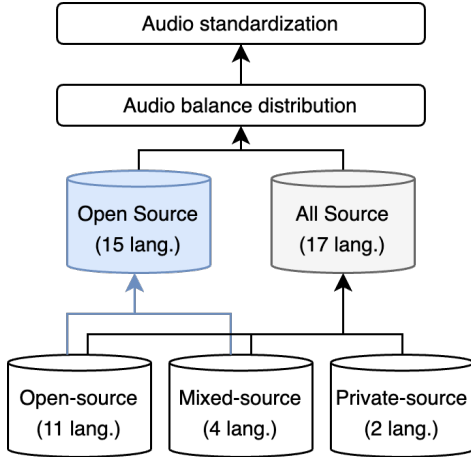 Audio standardization
Audio balance distribution
Open Source
(15 lang.)
All Source
(17 lang.)
Open-source
(11 lang.)
Mixed-source
(4 lang.)
Private-source
(2 lang.)